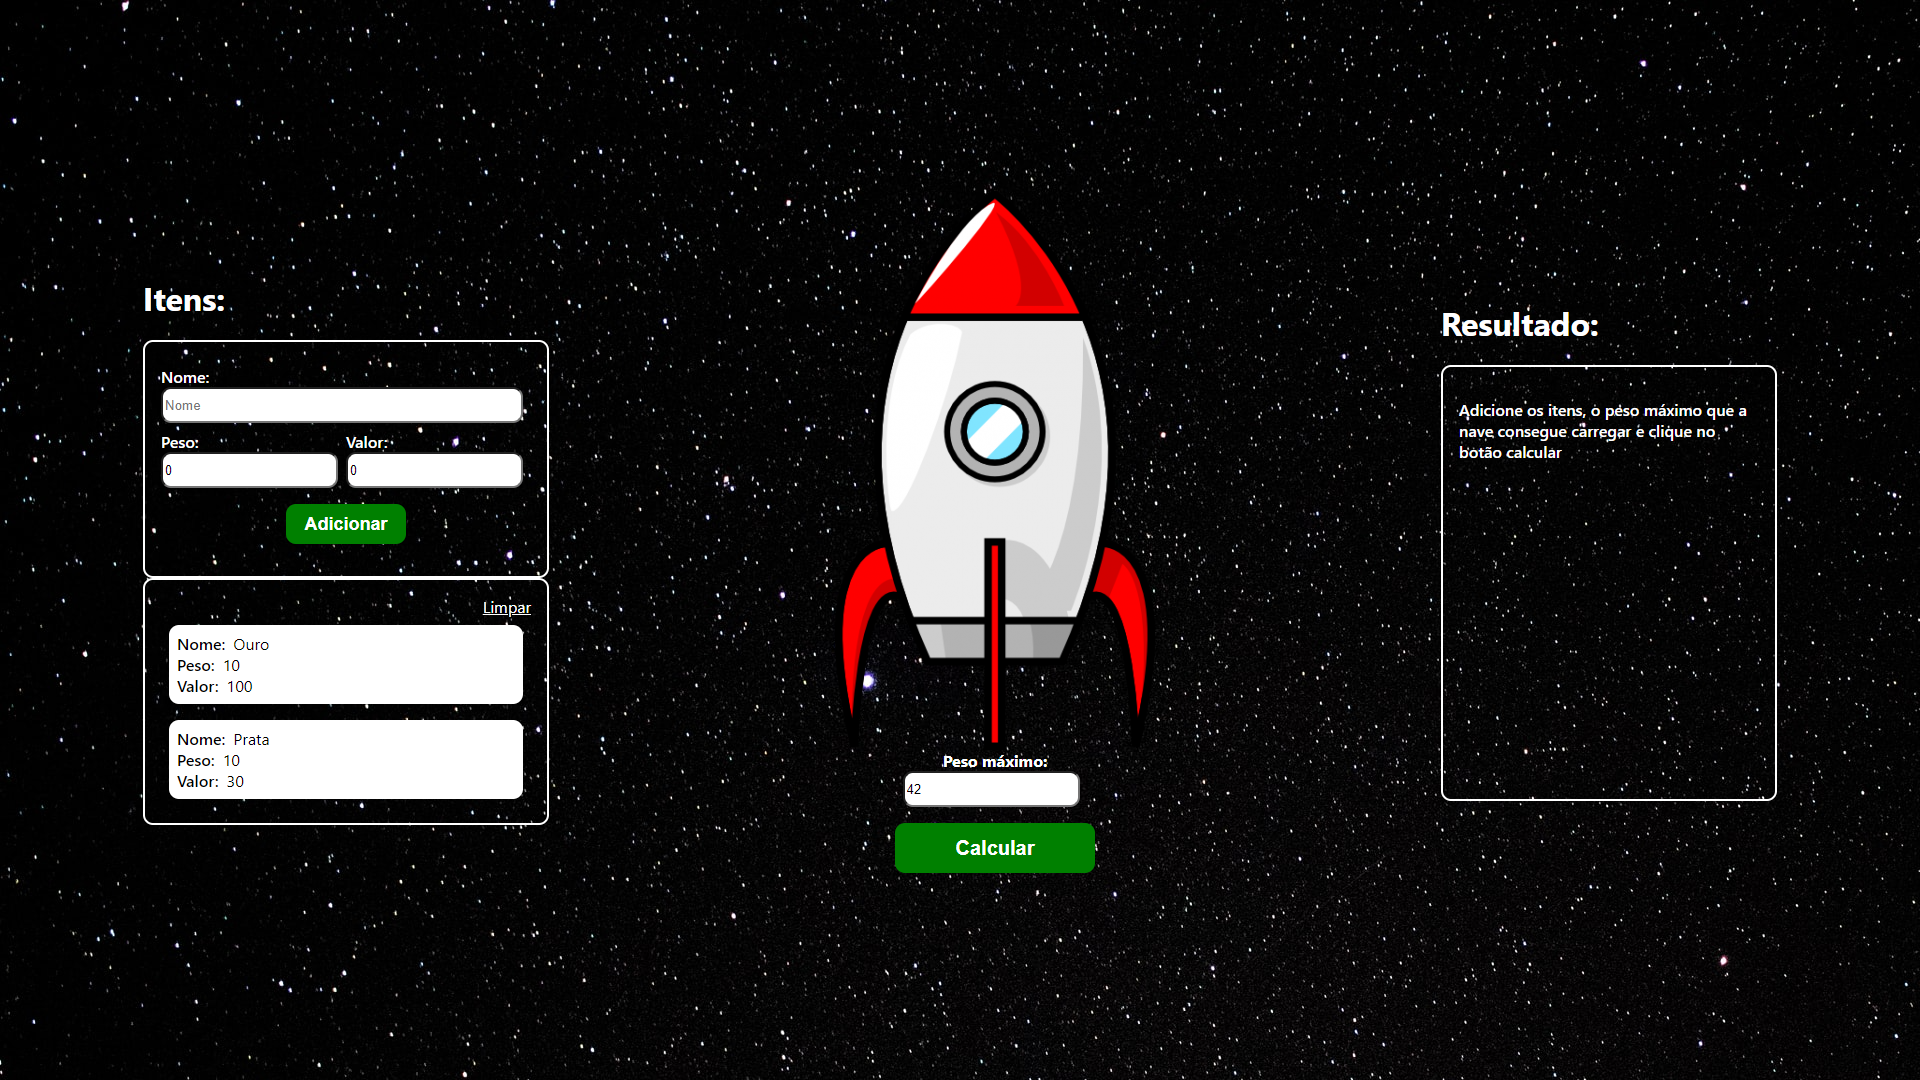 Itens:
Nome:
Nome
Peso:
Valor:
0
0
Adicionar
Limpar
Nome: Ouro
Peso: 10
Valor: 100
Nome: Prata
Peso: 10
Valor: 30
Peso máximo:
42
Calcular
Resultado:
Adicione os itens, o peso máximo que a
nave consegue carregar e clique no
botão calcular